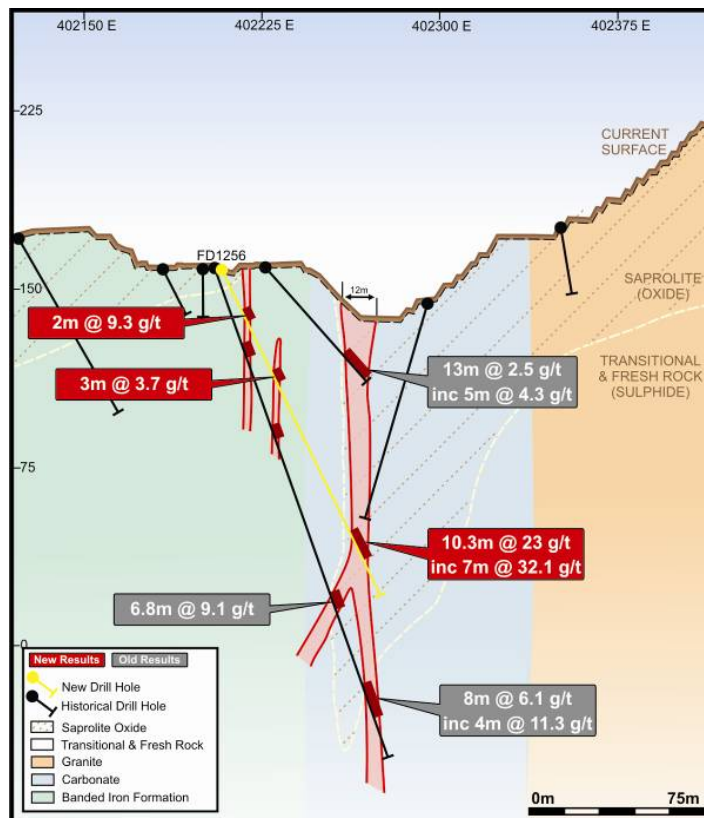 402150 E
402225 E
402300 E
402375 E
225
CURRENT
SURFACE
FD1256
150
12m
SAPROLITE
(OXIDE)
2m @ 9.3 g/t
3m @ 3.7 g/t
13m @ 2.5 g/t
inc 5m @ 4.3 g/t
TRANSITIONAL
& FRESH ROCK
(SULPHIDE)
75
10.3m @ 23 g/t
inc 7m @ 32.1 g/t
6.8m @ 9.1 g/t
0
8m @ 6.1 g/t
inc 4m @ 11.3 g/t
New Results
Old Results
New Drill Hole
Historical Drill Hole
Saprolite Oxide
Transitional & Fresh Rock
Granite
Carbonate
Banded Iron Formation
0m
75m